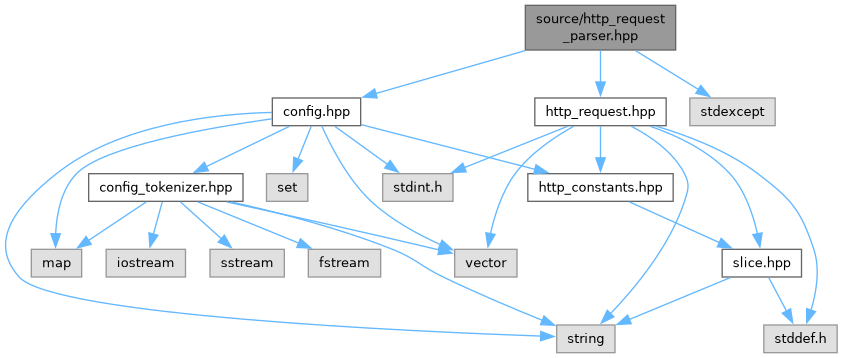 source/http_request
_parser.hpp
config.hpp
http_request.hpp
stdexcept
config_tokenizer.hpp
set
stdint.h
http_constants.hpp
map
iostream
sstream
fstream
vector
slice.hpp
string
stddef.h